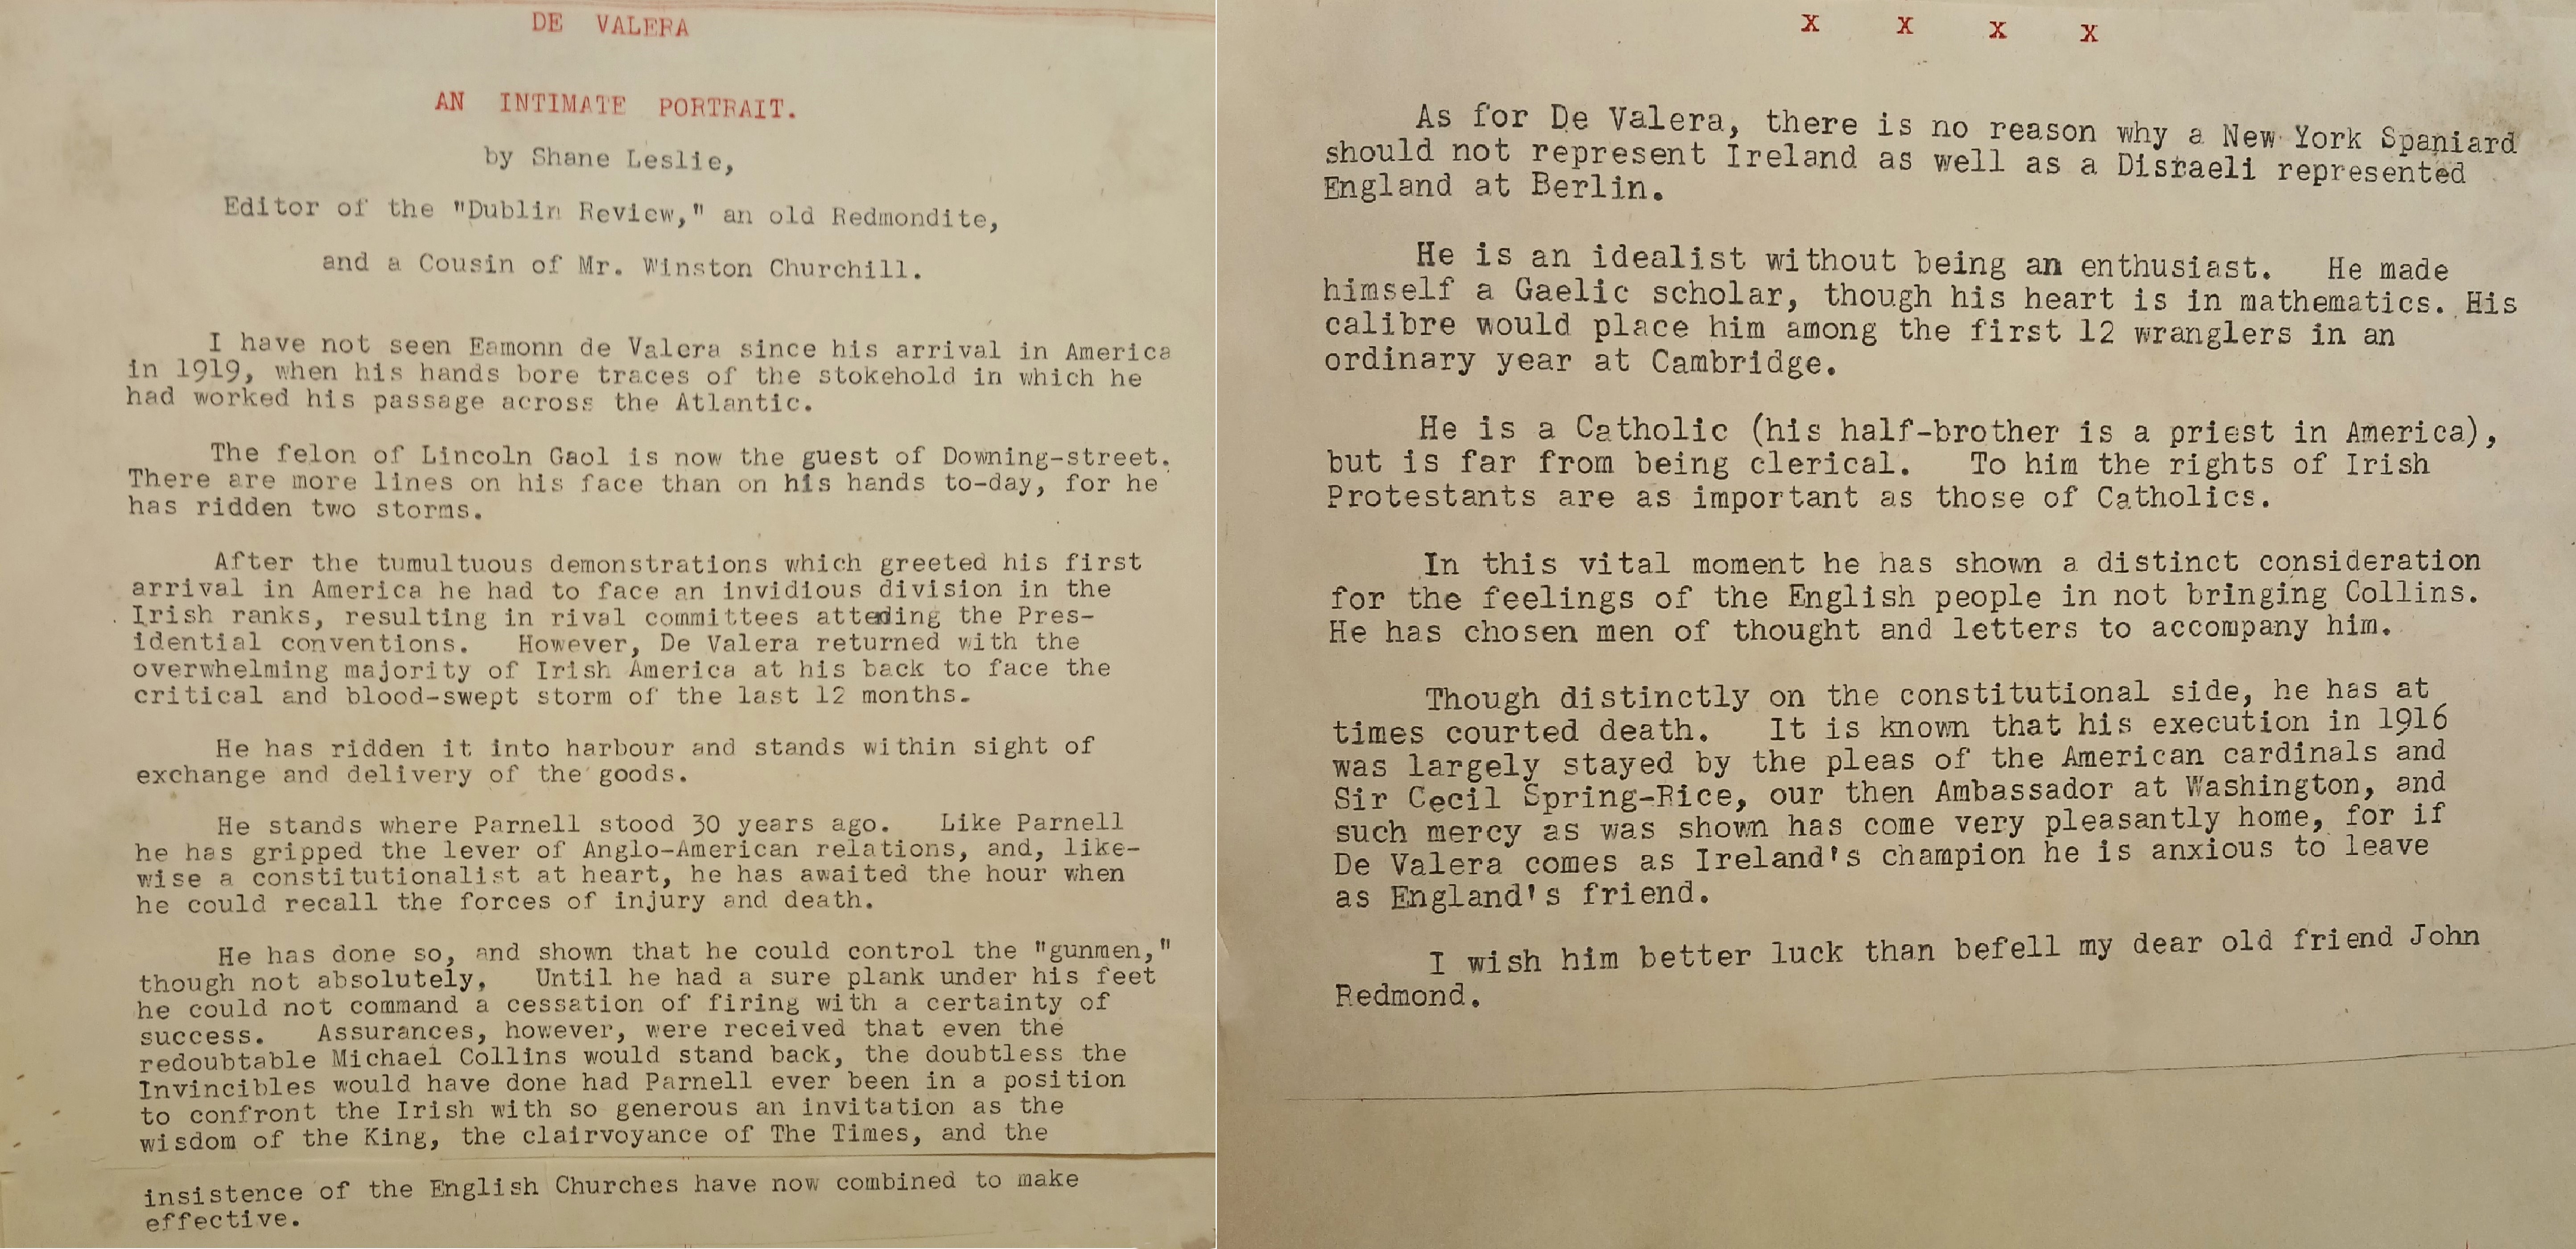 DE VALERA
AN INTIMATE PORTRAIT.
by Shane Leslie,
Editor of the "Dublin Review," an old Redmondite,
and a Cousin of Mr. Winston Churchill.
I have not seen Eamonn de Valera since his arrival in America
in 1919, when his hands bore traces of the stokehold in which he
had worked his passage across the Atlantic.
The felon of Lincoln Gaol is now the guest of Downing-street.
There are more lines on his face than on his hands to-day, for he
has ridden two storms.
After the tumultuous demonstrations which greeted his first
arrival in America he had to face an invidious division in the
Irish ranks, resulting in rival committees atteding the Pres-
idential conventions. However, De Valera returned with the
overwhelming majority of Irish America at his back to face the
critical and blood-swept storm of the last 12 months.
He has ridden it into harbour and stands within sight of
exchange and delivery of the goods.
He stands where Parnell stood 30 years ago. Like Parnell
he has gripped the lever of Anglo-American relations, and, like-
wise a constitutionalist at heart, he has awaited the hour when
he could recall the forces of injury and death.
He has done so, and shown that he could control the "gunmen,"
though not absolutely, Until he had a sure plank under his feet
he could not command a cessation of firing with a certainty of
success. Assurances, however, were received that even the
redoubtable Michael Collins would stand back, the doubtless the
Invincibles would have done had Parnell ever been in a position
to confront the Irish with so generous an invitation as the
wisdom of the King, the clairvoyance of The Times, and the
insistence of the English Churches have now combined to make
effective.
X X X X
As for De Valera, there is no reason why a New York Spaniard
should not represent Ireland as well as a Disraeli represented
England at Berlin.
He is an idealist without being an enthusiast. He made
himself a Gaelic scholar, though his heart is in mathematics. His
calibre would place him among the first 12 wranglers in an
ordinary year at Cambridge.
He is a Catholic (his half-brother is a priest in America),
but is far from being clerical. To him the rights of Irish
Protestants are as important as those of Catholics.
In this vital moment he has shown a distinct consideration
for the feelings of the English people in not bringing Collins.
He has chosen men of thought and letters to accompany him.
Though distinctly on the constitutional side, he has at
times courted death. It is known that his execution in 1916
was largely stayed by the pleas of the American cardinals and
Sir Cecil Spring-Rice, our then Ambassador at Washington, and
such mercy as was shown has come very pleasantly home, for if
De Valera comes as Ireland's champion he is anxious to leave
as England's friend.
I wish him better luck than befell my dear old friend John
Redmond.